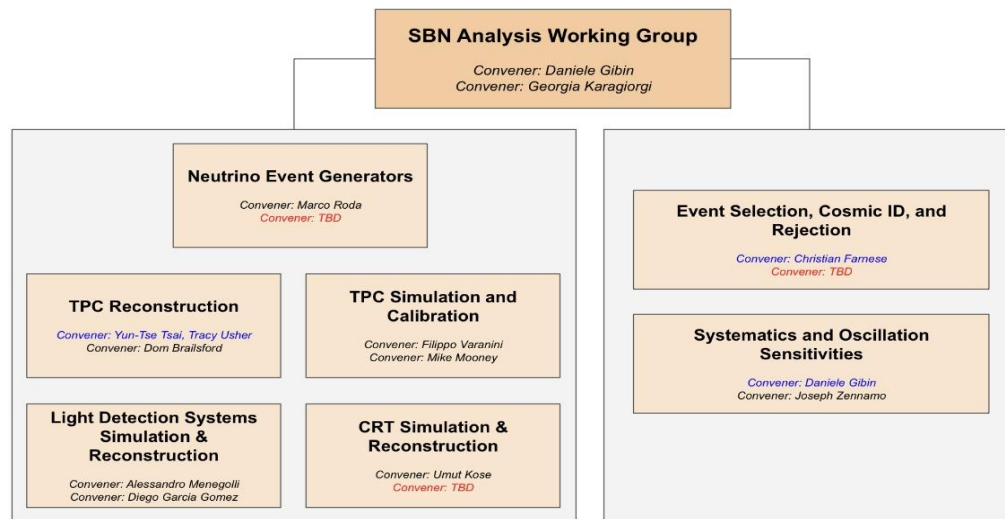 SBN Analysis Working Group
Convener: Daniele Gibin
Convener: Georgia Karagiorgi
Neutrino Event Generators
Convener: Marco Roda
Convener: TBD
TPC Reconstruction
Convener: Yun-Tse Tsai, Tracy Usher
Convener: Dom Brailsford
TPC Simulation and
Calibration
Convener: Filippo Varanini
Convener: Mike Mooney
Light Detection Systems
Simulation &
Reconstruction
Convener: Alessandro Menegolli
Convener: Diego Garcia Gomez
CRT Simulation &
Reconstruction
Convener: Umut Kose
Convener: TBD
Event Selection, Cosmic ID, and
Rejection
Convener: Christian Farnese
Convener: TBD
Systematics and Oscillation
Sensitivities
Convener: Daniele Gibin
Convener: Joseph Zennamo